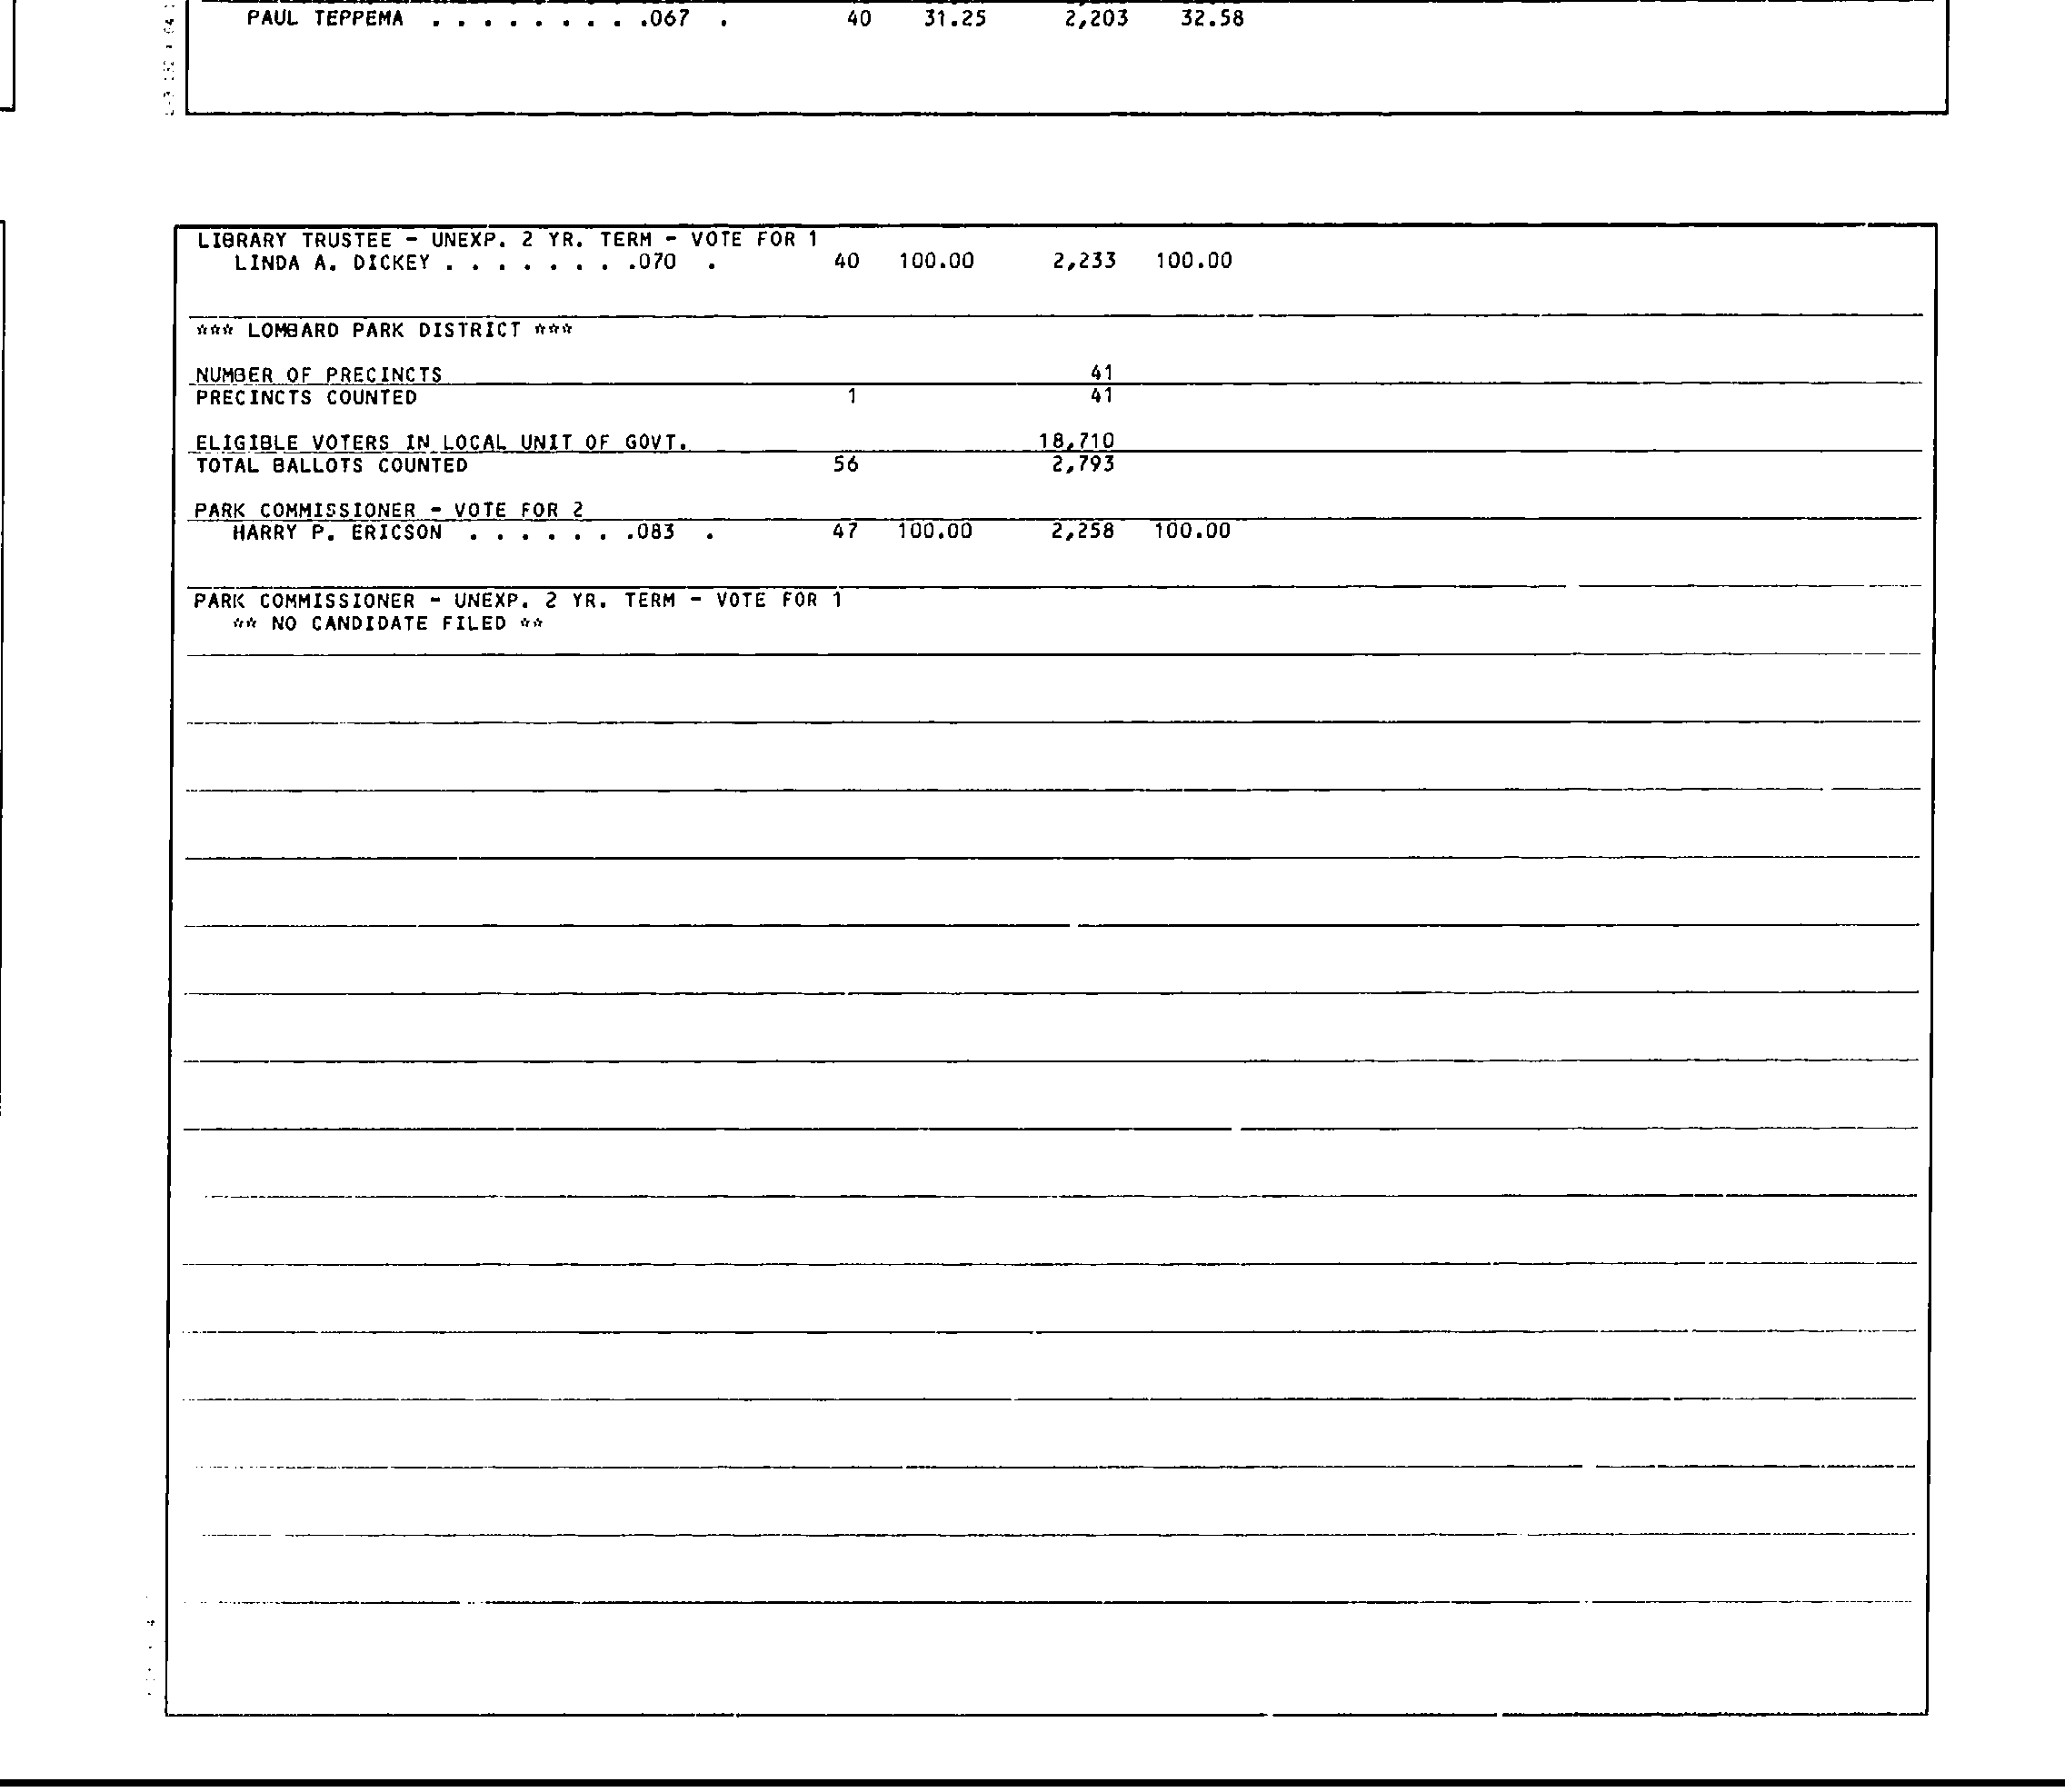 PAUL TEPPEMA . . . . . . . . .067 . 40 31.25 2,203 32.58
LIBRARY TRUSTEE - UNEXP. 2 YR. TERM - VOTE FOR 1
LINDA A. DICKEY . . . . . . . .070 . 40 100.00 2,233 100.00
*** LOMBARD PARK DISTRICT ***
NUMBER OF PRECINCTS 41
PRECINCTS COUNTED 1 41
ELIGIBLE VOTERS IN LOCAL UNIT OF GOVT. 18,710
TOTAL BALLOTS COUNTED 56 2,793
PARK COMMISSIONER - VOTE FOR 2
HARRY P. ERICSON . . . . . . .083 . 47 100.00 2,258 100.00
PARK COMMISSIONER - UNEXP. 2 YR. TERM - VOTE FOR 1
** NO CANDIDATE FILED **